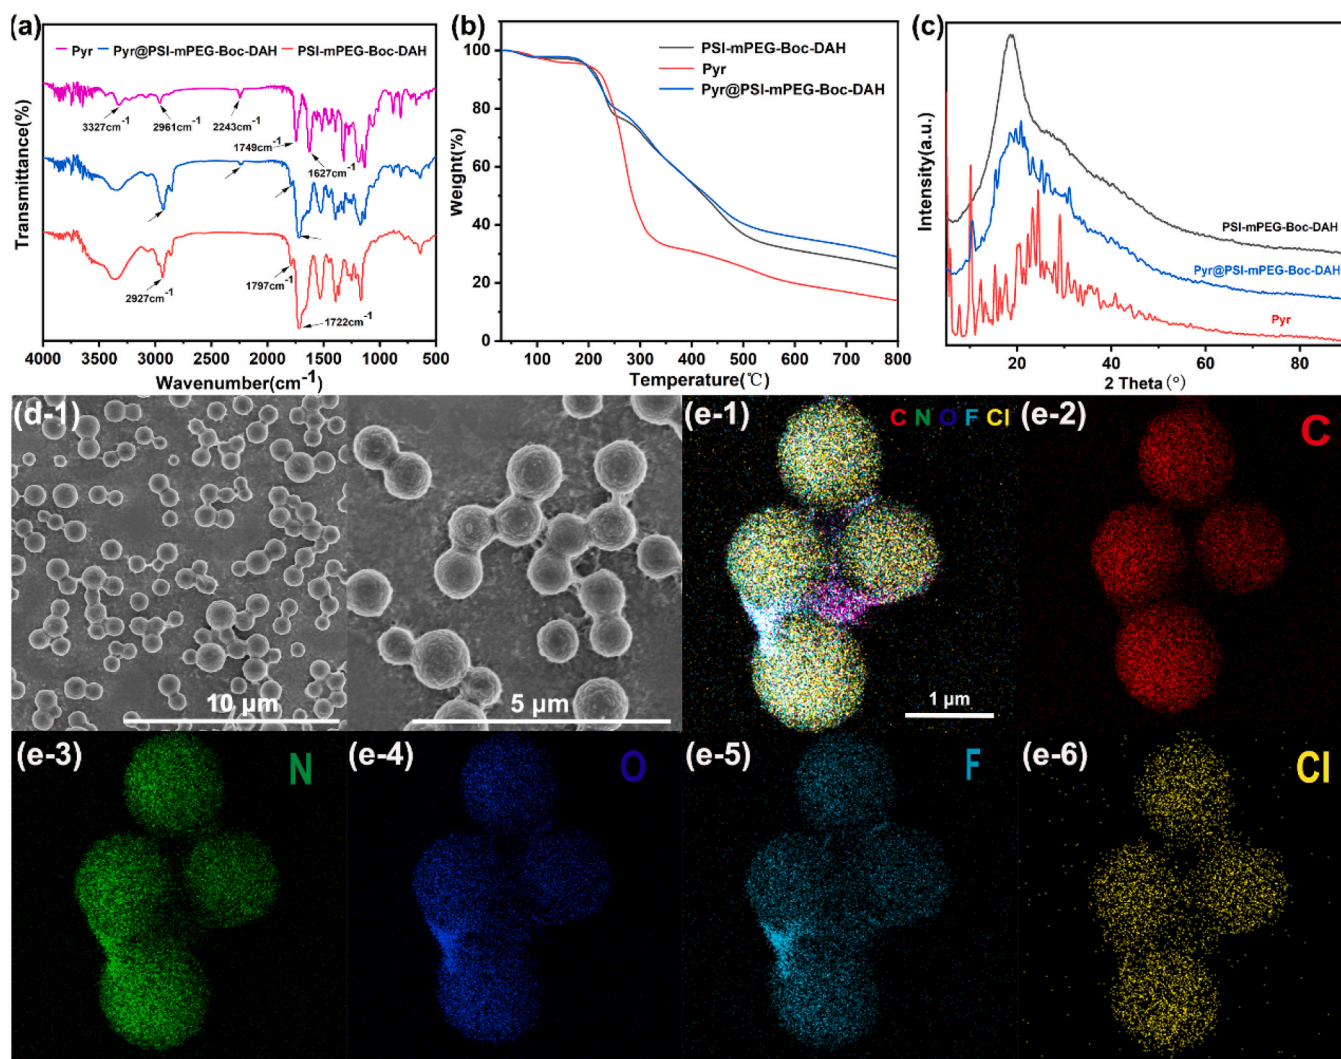 (a)
Pyr Pyr@PSI-mPEG-Boc-DAH PSI-mPEG-Boc-DAH
3327cm-1
2961cm-1
2243cm-1
1749cm-1
1627cm-1
2927cm-1
1797cm-1
1722cm-1
Transmittance(%)
4000 3500 3000 2500 2000 1500 1000 500
Wavenumber(cm-1)
(b)
PSI-mPEG-Boc-DAH
Pyr
Pyr@PSI-mPEG-Boc-DAH
Weight(%)
100
80
60
40
20
0
100 200 300 400 500 600 700 800
Temperature(℃)
(c)
PSI-mPEG-Boc-DAH
Pyr@PSI-mPEG-Boc-DAH
Pyr
Intensity(a.u.)
20 40 60 80
2 Theta(°)
(d-1)
10 μm
5 μm
(e-1)
C N O F Cl
1 μm
(e-2)
C
(e-3)
N
(e-4)
O
(e-5)
F
(e-6)
Cl